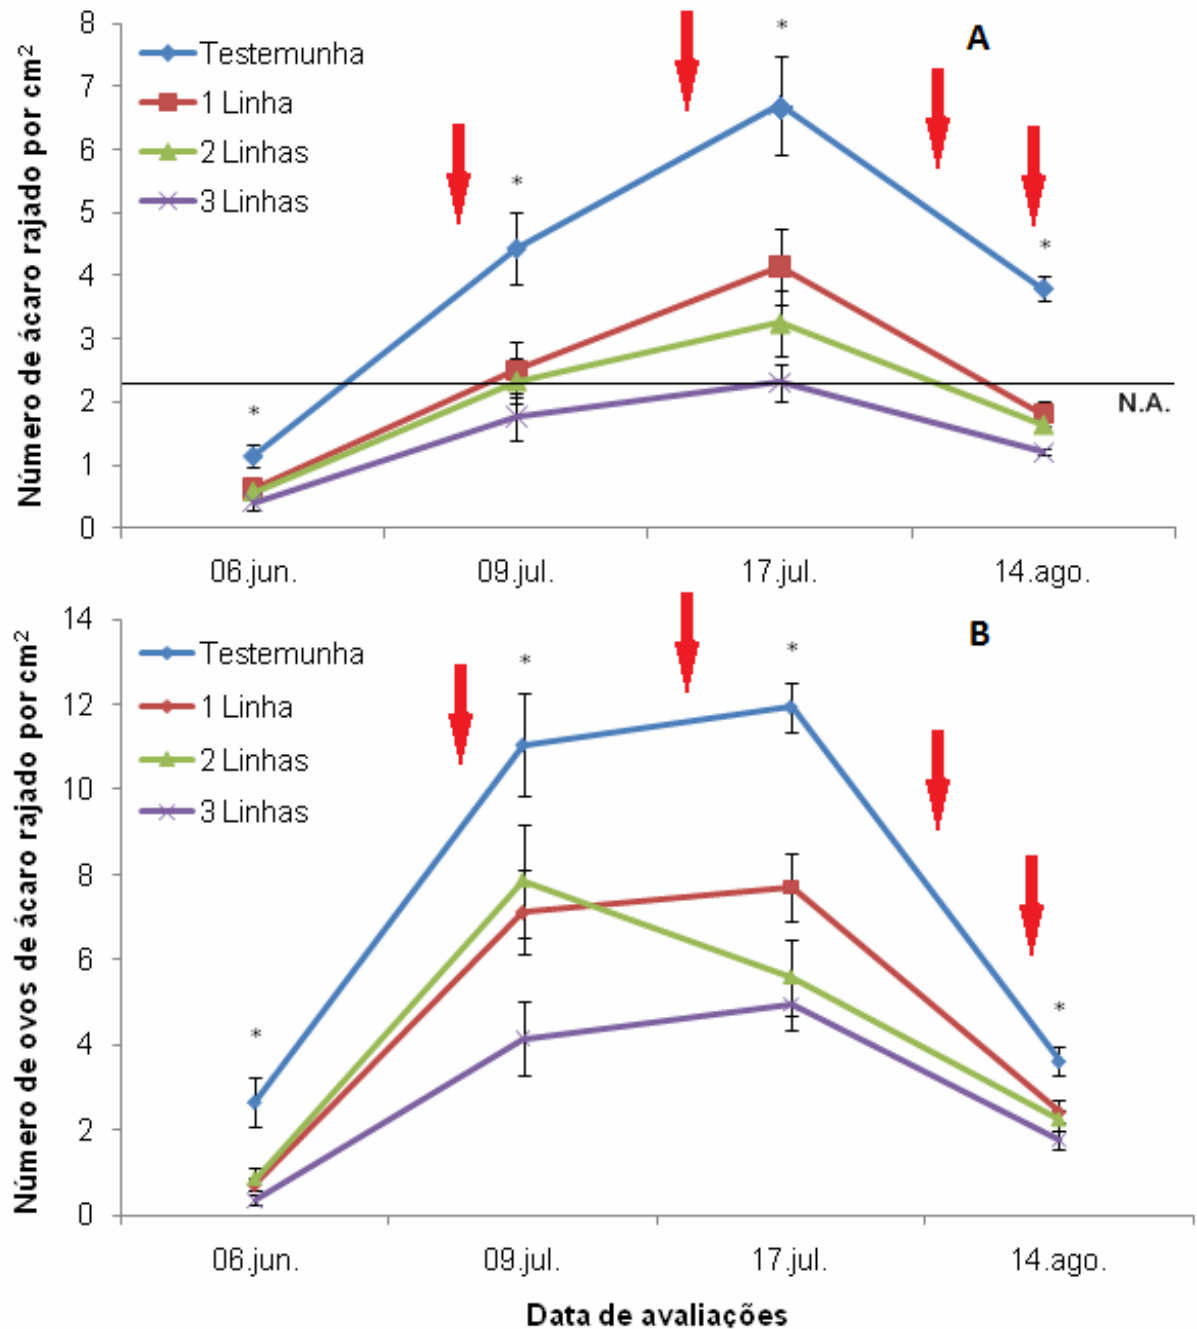 Número de ácaro rajado por cm²
8
7
6
5
4
3
2
1
0
Testemunha
1 Linha
2 Linhas
3 Linhas
A
*
*
*
*
N.A.
06.jun.
09.jul.
17.jul.
14.ago.
Número de ovos de ácaro rajado por cm²
14
12
10
8
6
4
2
0
Testemunha
1 Linha
2 Linhas
3 Linhas
B
*
*
*
*
06.jun.
09.jul.
17.jul.
14.ago.
Data de avaliações